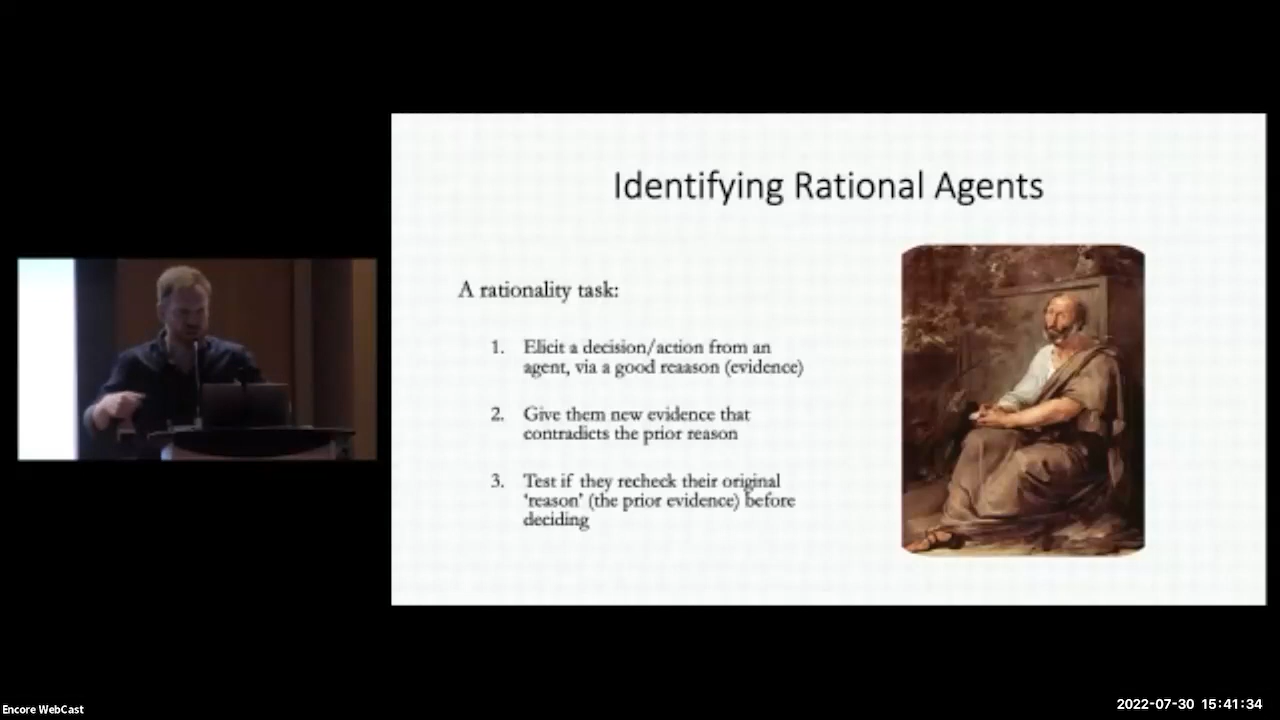 Identifying Rational Agents
A rationality task:
1. Elicit a decision/action from an
agent, via a good reaason (evidence)
2. Give them new evidence that
contradicts the prior reason
3. Test if they recheck their original
‘reason’ (the prior evidence) before
deciding
Encore WebCast
2022-07-30 15:41:34